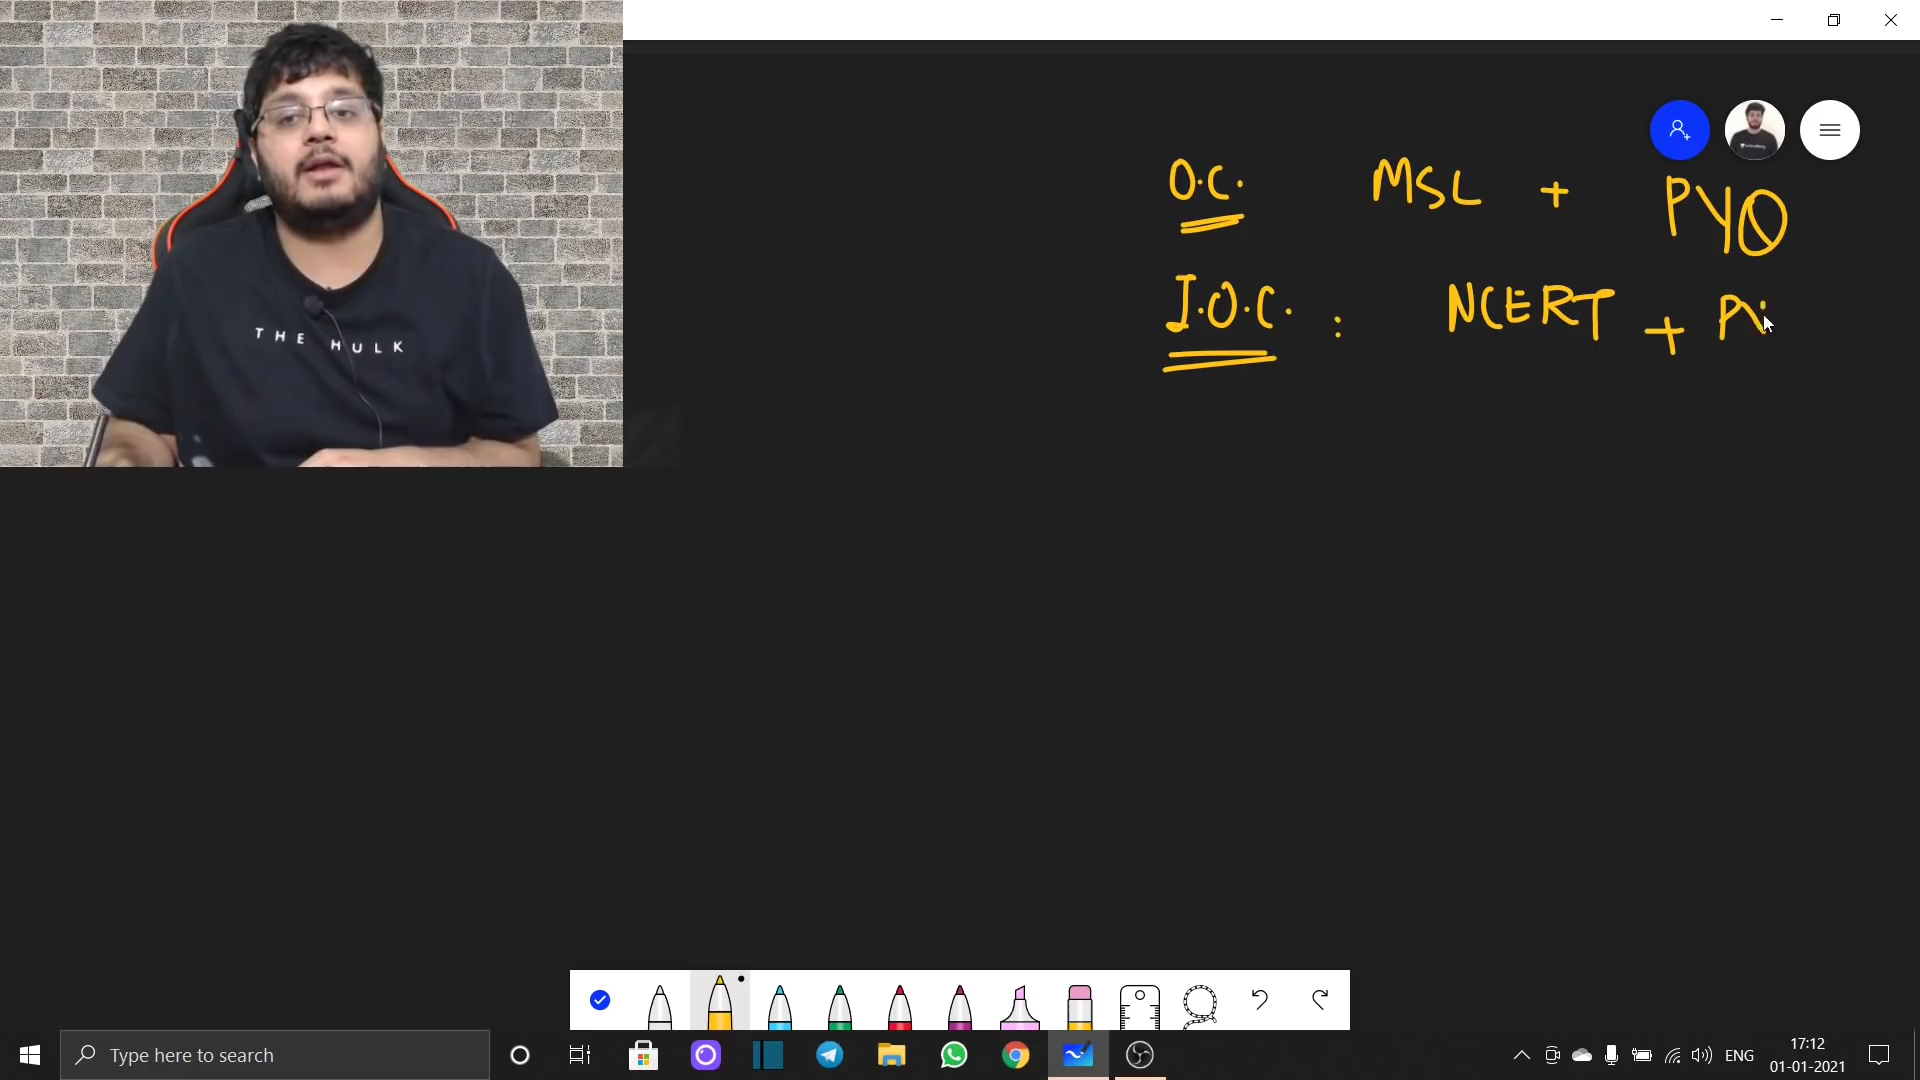 THE HULK
O.C. MSL + PYQ
I.O.C. : NCERT + P
Type here to search
ENG
17:12
01-01-2021